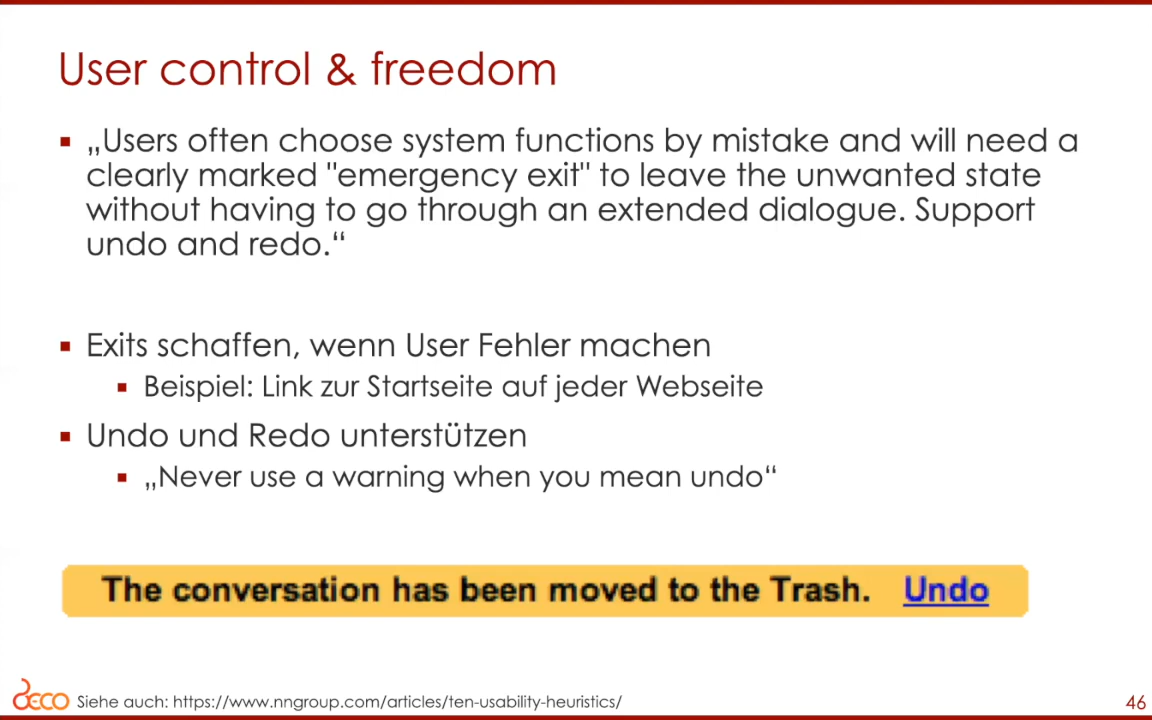 User control & freedom
▪ „Users often choose system functions by mistake and will need a
clearly marked "emergency exit" to leave the unwanted state
without having to go through an extended dialogue. Support
undo and redo.“
▪ Exits schaffen, wenn User Fehler machen
▪ Beispiel: Link zur Startseite auf jeder Webseite
▪ Undo und Redo unterstützen
▪ „Never use a warning when you mean undo“
The conversation has been moved to the Trash. Undo
DECO Siehe auch: https://www.nngroup.com/articles/ten-usability-heuristics/
46